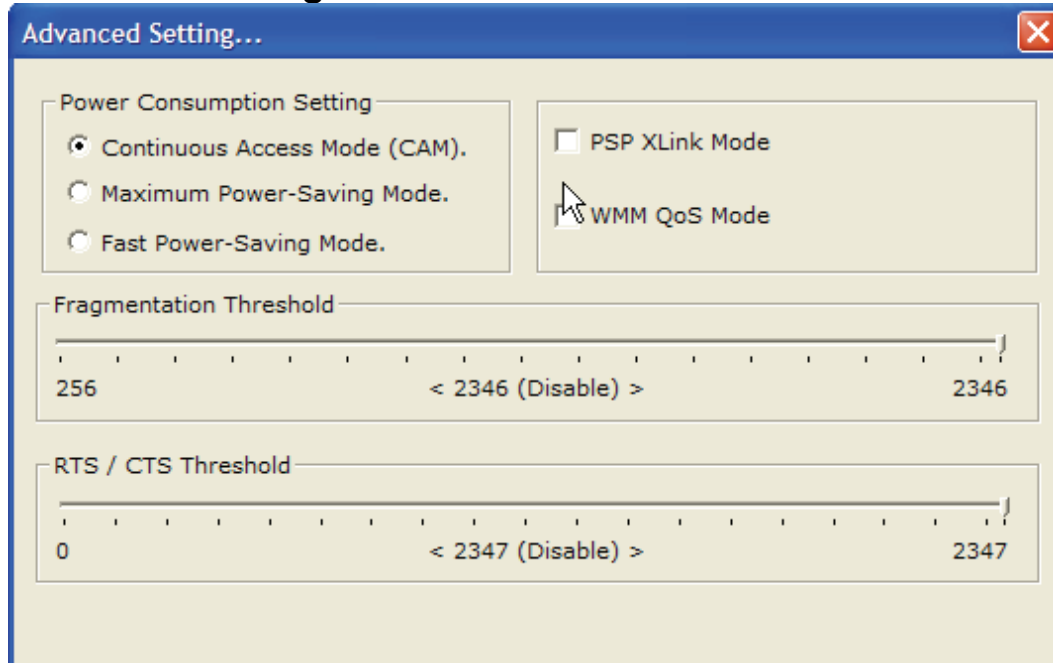 Advanced Setting...
Power Consumption Setting
Continuous Access Mode (CAM).
Maximum Power-Saving Mode.
Fast Power-Saving Mode.
PSP XLink Mode
WMM QoS Mode
Fragmentation Threshold
256 < 2346 (Disable) > 2346
RTS / CTS Threshold
0 < 2347 (Disable) > 2347